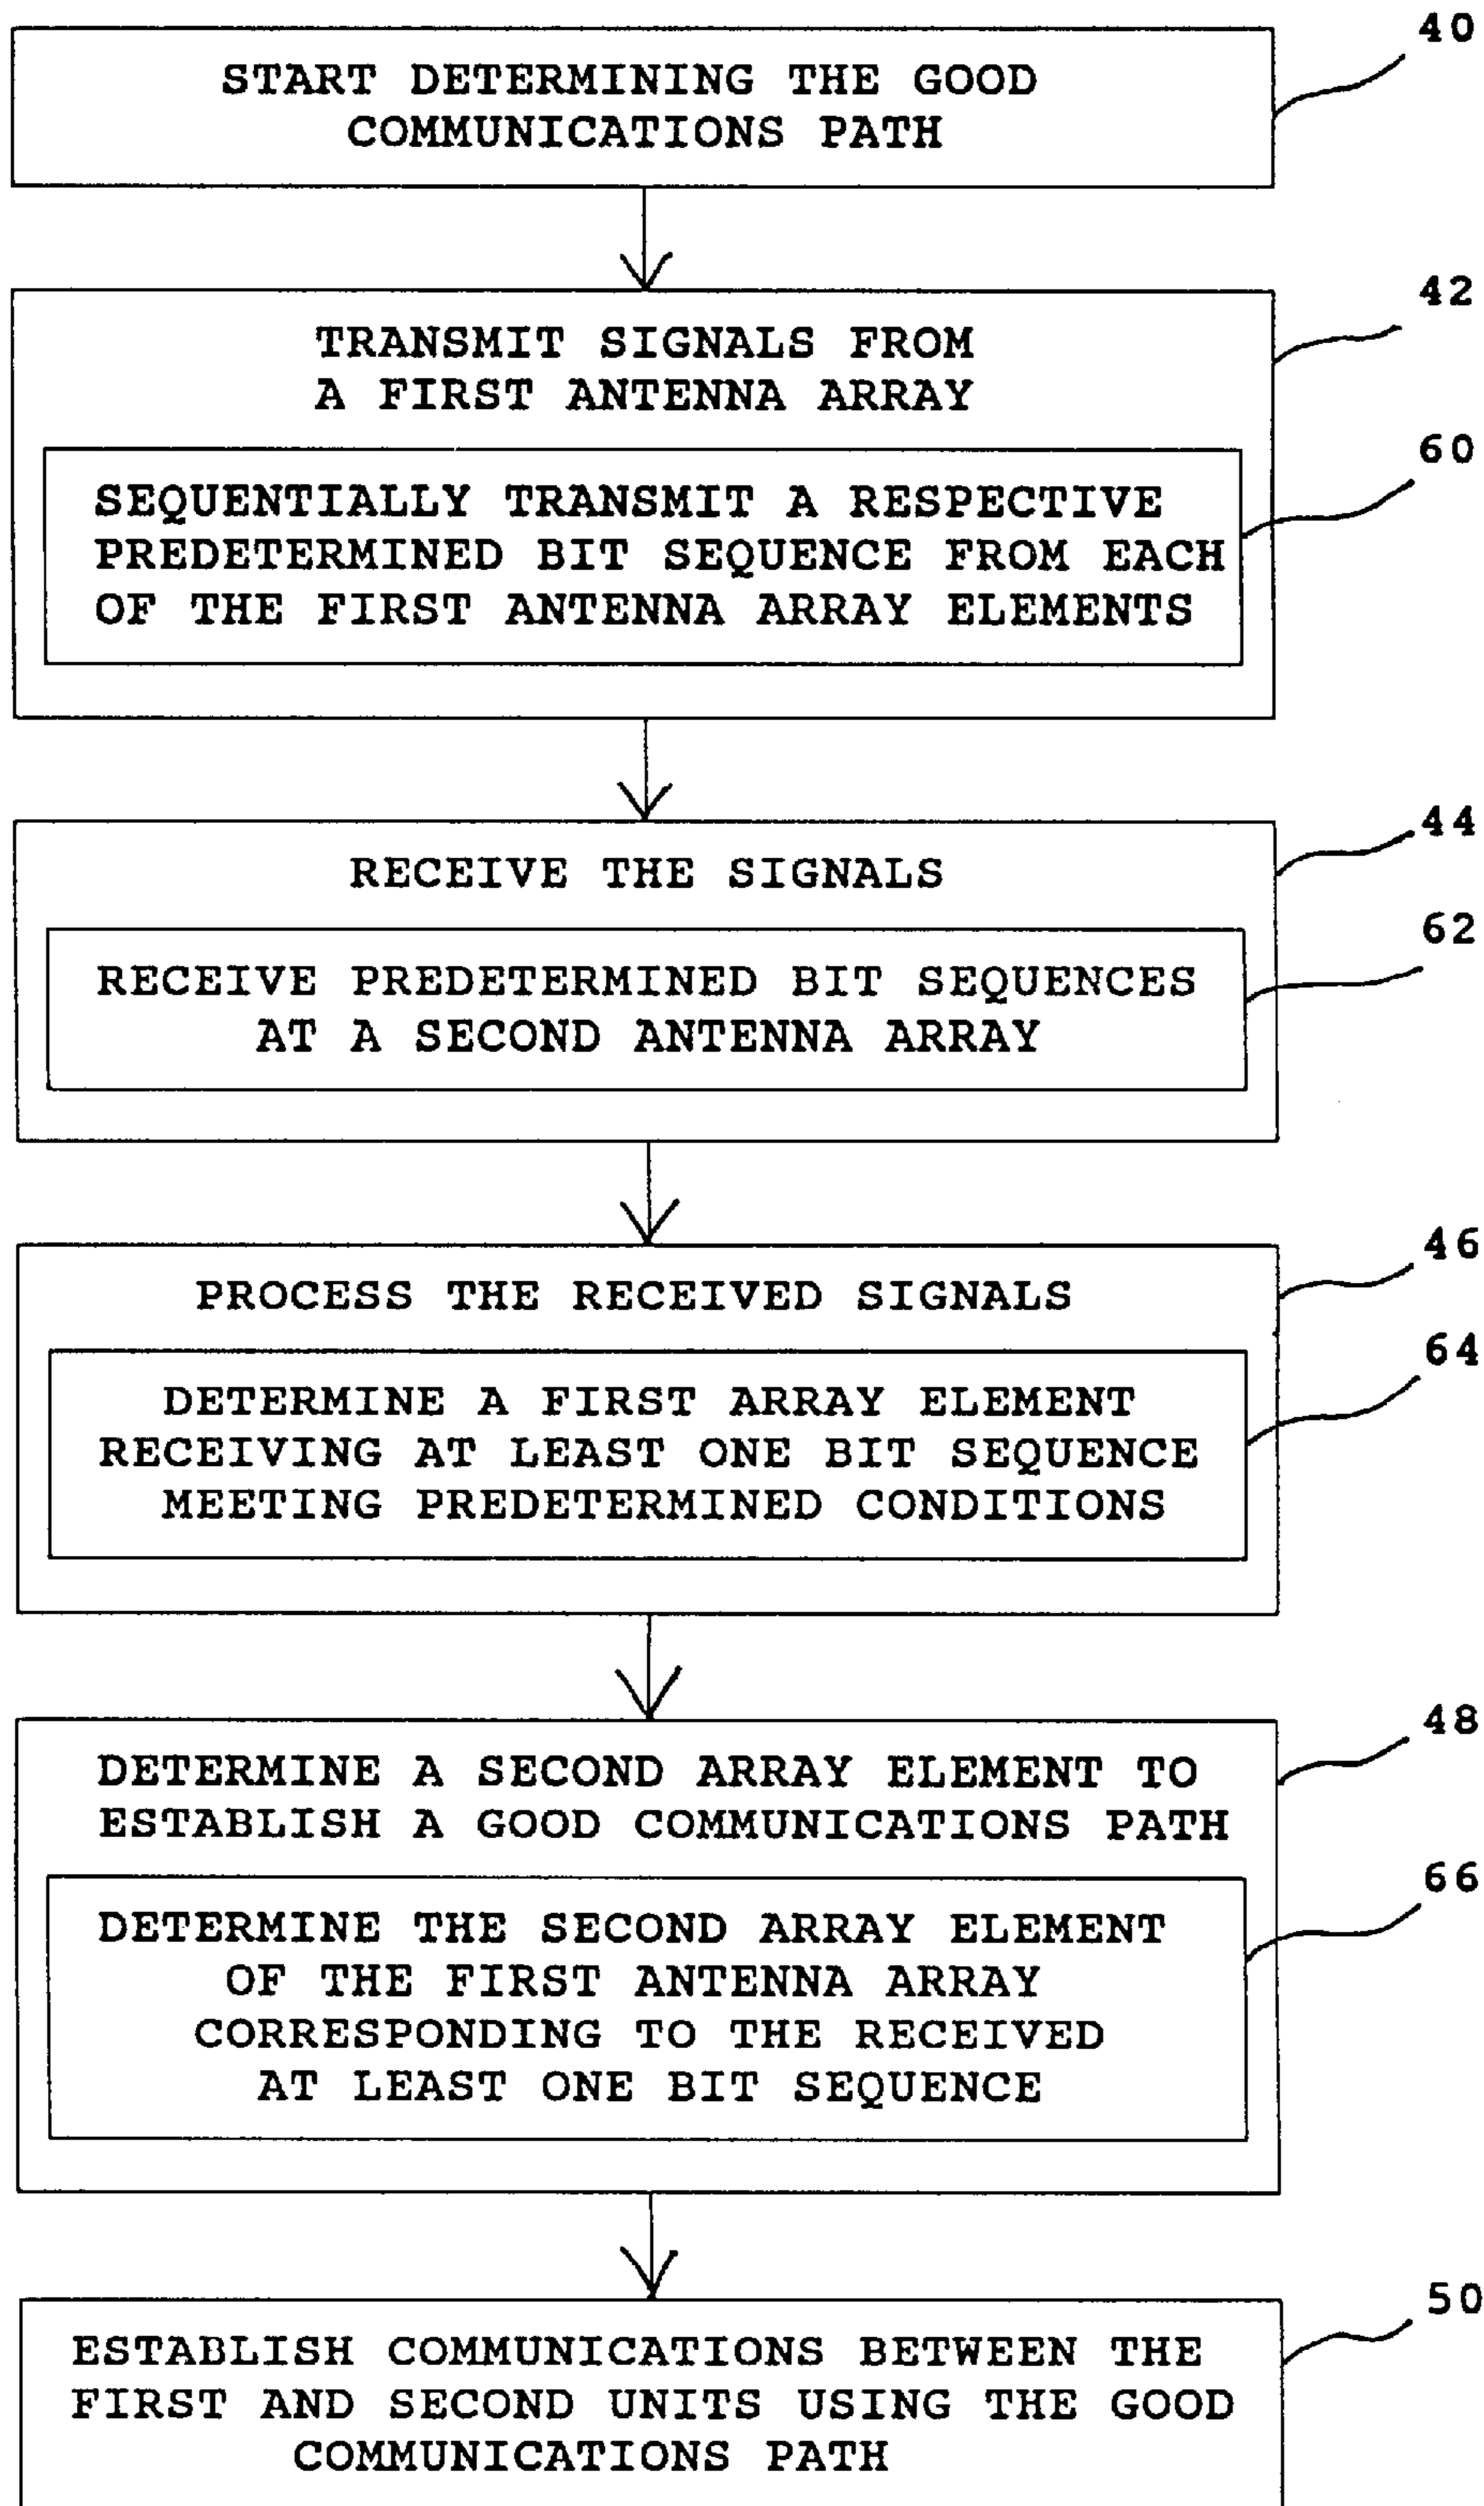 40
START DETERMINING THE GOOD
COMMUNICATIONS PATH
42
TRANSMIT SIGNALS FROM
A FIRST ANTENNA ARRAY
60
SEQUENTIALLY TRANSMIT A RESPECTIVE
PREDETERMINED BIT SEQUENCE FROM EACH
OF THE FIRST ANTENNA ARRAY ELEMENTS
44
RECEIVE THE SIGNALS
62
RECEIVE PREDETERMINED BIT SEQUENCES
AT A SECOND ANTENNA ARRAY
46
PROCESS THE RECEIVED SIGNALS
64
DETERMINE A FIRST ARRAY ELEMENT
RECEIVING AT LEAST ONE BIT SEQUENCE
MEETING PREDETERMINED CONDITIONS
48
DETERMINE A SECOND ARRAY ELEMENT TO
ESTABLISH A GOOD COMMUNICATIONS PATH
66
DETERMINE THE SECOND ARRAY ELEMENT
OF THE FIRST ANTENNA ARRAY
CORRESPONDING TO THE RECEIVED
AT LEAST ONE BIT SEQUENCE
50
ESTABLISH COMMUNICATIONS BETWEEN THE
FIRST AND SECOND UNITS USING THE GOOD
COMMUNICATIONS PATH